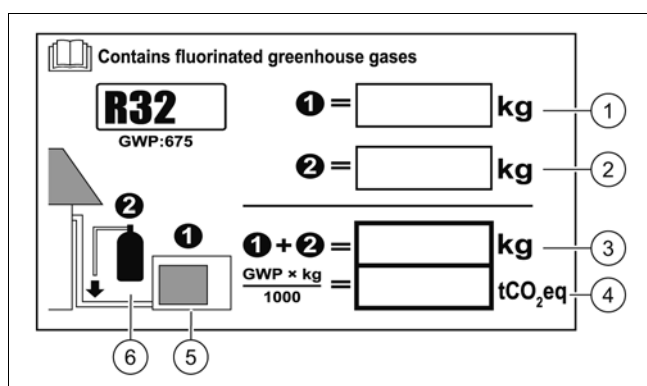 Contains fluorinated greenhouse gases
R32
GWP:675
❶= kg ①
❷= kg ②
❷
❶
❶+❷= kg ③
GWP × kg
1000
= tCO₂eq ④
⑥ ⑤